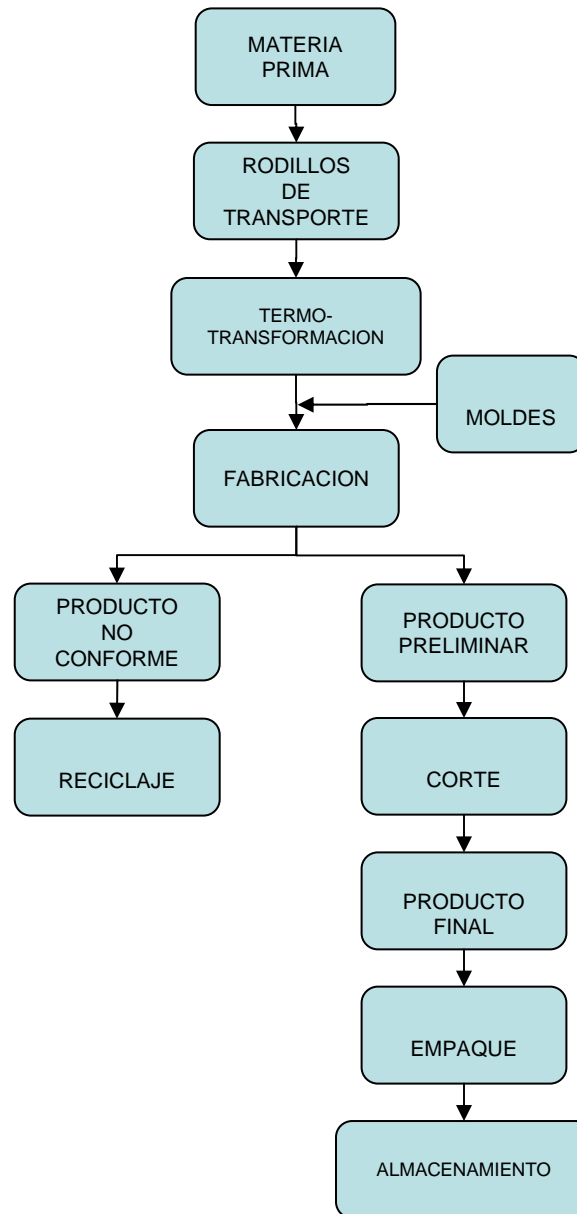 MATERIA
PRIMA
RODILLOS
DE
TRANSPORTE
TERMO-
TRANSFORMACION
MOLDES
FABRICACION
PRODUCTO
NO
CONFORME
PRODUCTO
PRELIMINAR
RECICLAJE
CORTE
PRODUCTO
FINAL
EMPAQUE
ALMACENAMIENTO